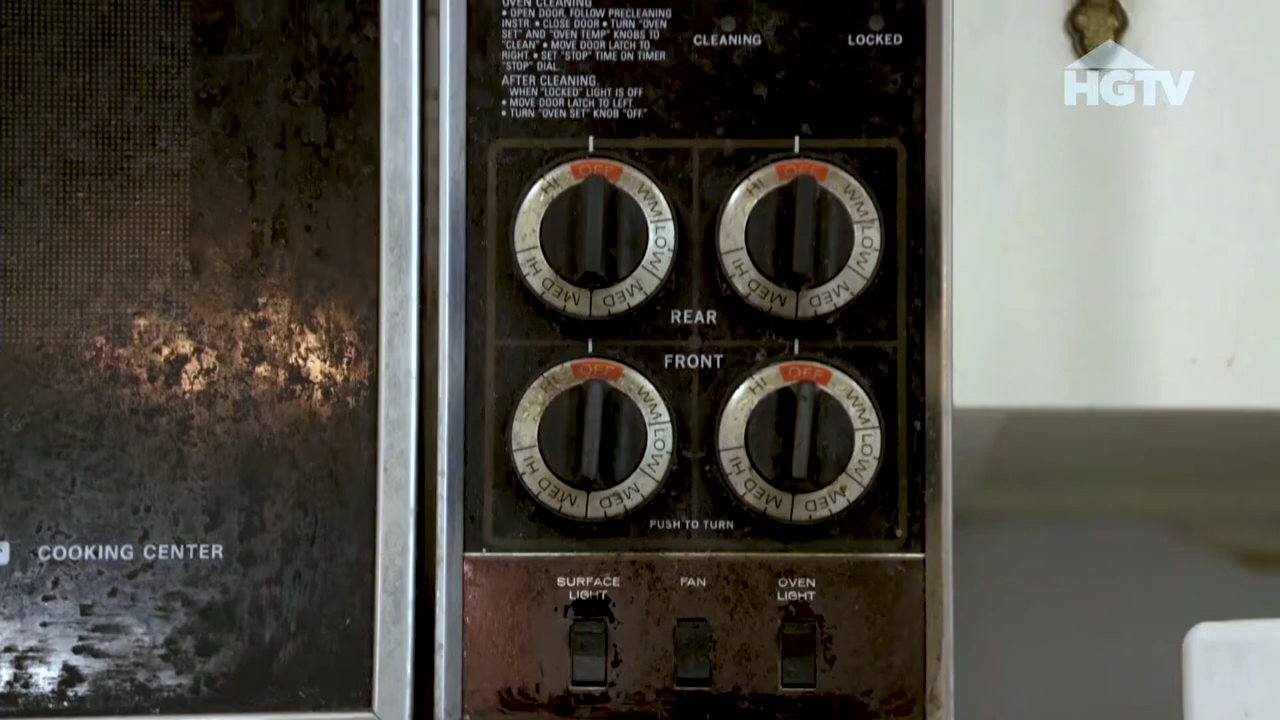 OVEN CLEANING
• OPEN DOOR, FOLLOW PRECLEANING
INSTR. • CLOSE DOOR • TURN "OVEN
SET" AND "OVEN TEMP" KNOBS TO
"CLEAN" • MOVE DOOR LATCH TO
RIGHT. • SET "STOP" TIME ON TIMER
"STOP" DIAL.
AFTER CLEANING.
WHEN "LOCKED" LIGHT IS OFF
• MOVE DOOR LATCH TO LEFT.
• TURN "OVEN SET" KNOB "OFF."
CLEANING
LOCKED
HGTV
OFF
WM
LOW
MED
MED
MED HI
HI
OFF
WM
LOW
MED
MED
MED HI
HI
REAR
FRONT
OFF
WM
LOW
MED
MED
MED HI
HI
OFF
WM
LOW
MED
MED
MED HI
HI
PUSH TO TURN
COOKING CENTER
SURFACE
LIGHT
FAN
OVEN
LIGHT